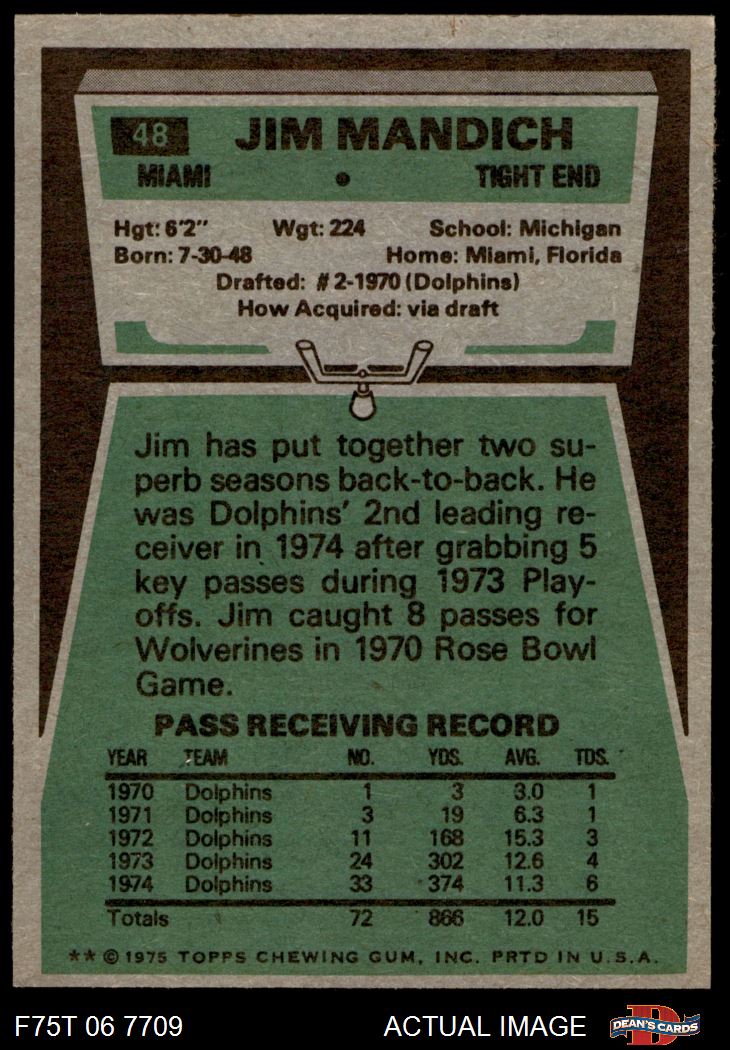 48 JIM MANDICH
MIAMI • TIGHT END
Hgt: 6'2" Wgt: 224 School: Michigan
Born: 7-30-48 Home: Miami, Florida
Drafted: #2-1970 (Dolphins)
How Acquired: via draft
Jim has put together two su-
perb seasons back-to-back. He
was Dolphins' 2nd leading re-
ceiver in 1974 after grabbing 5
key passes during 1973 Play-
offs. Jim caught 8 passes for
Wolverines in 1970 Rose Bowl
Game.
PASS RECEIVING RECORD
YEAR TEAM NO. YDS. AVG. TDS.
1970 Dolphins 1 3 3.0 1
1971 Dolphins 3 19 6.3 1
1972 Dolphins 11 168 15.3 3
1973 Dolphins 24 302 12.6 4
1974 Dolphins 33 374 11.3 6
Totals 72 866 12.0 15
** © 1975 TOPPS CHEWING GUM, INC. PRTD IN U.S.A.
F75T 06 7709 ACTUAL IMAGE DEAN'S CARDS